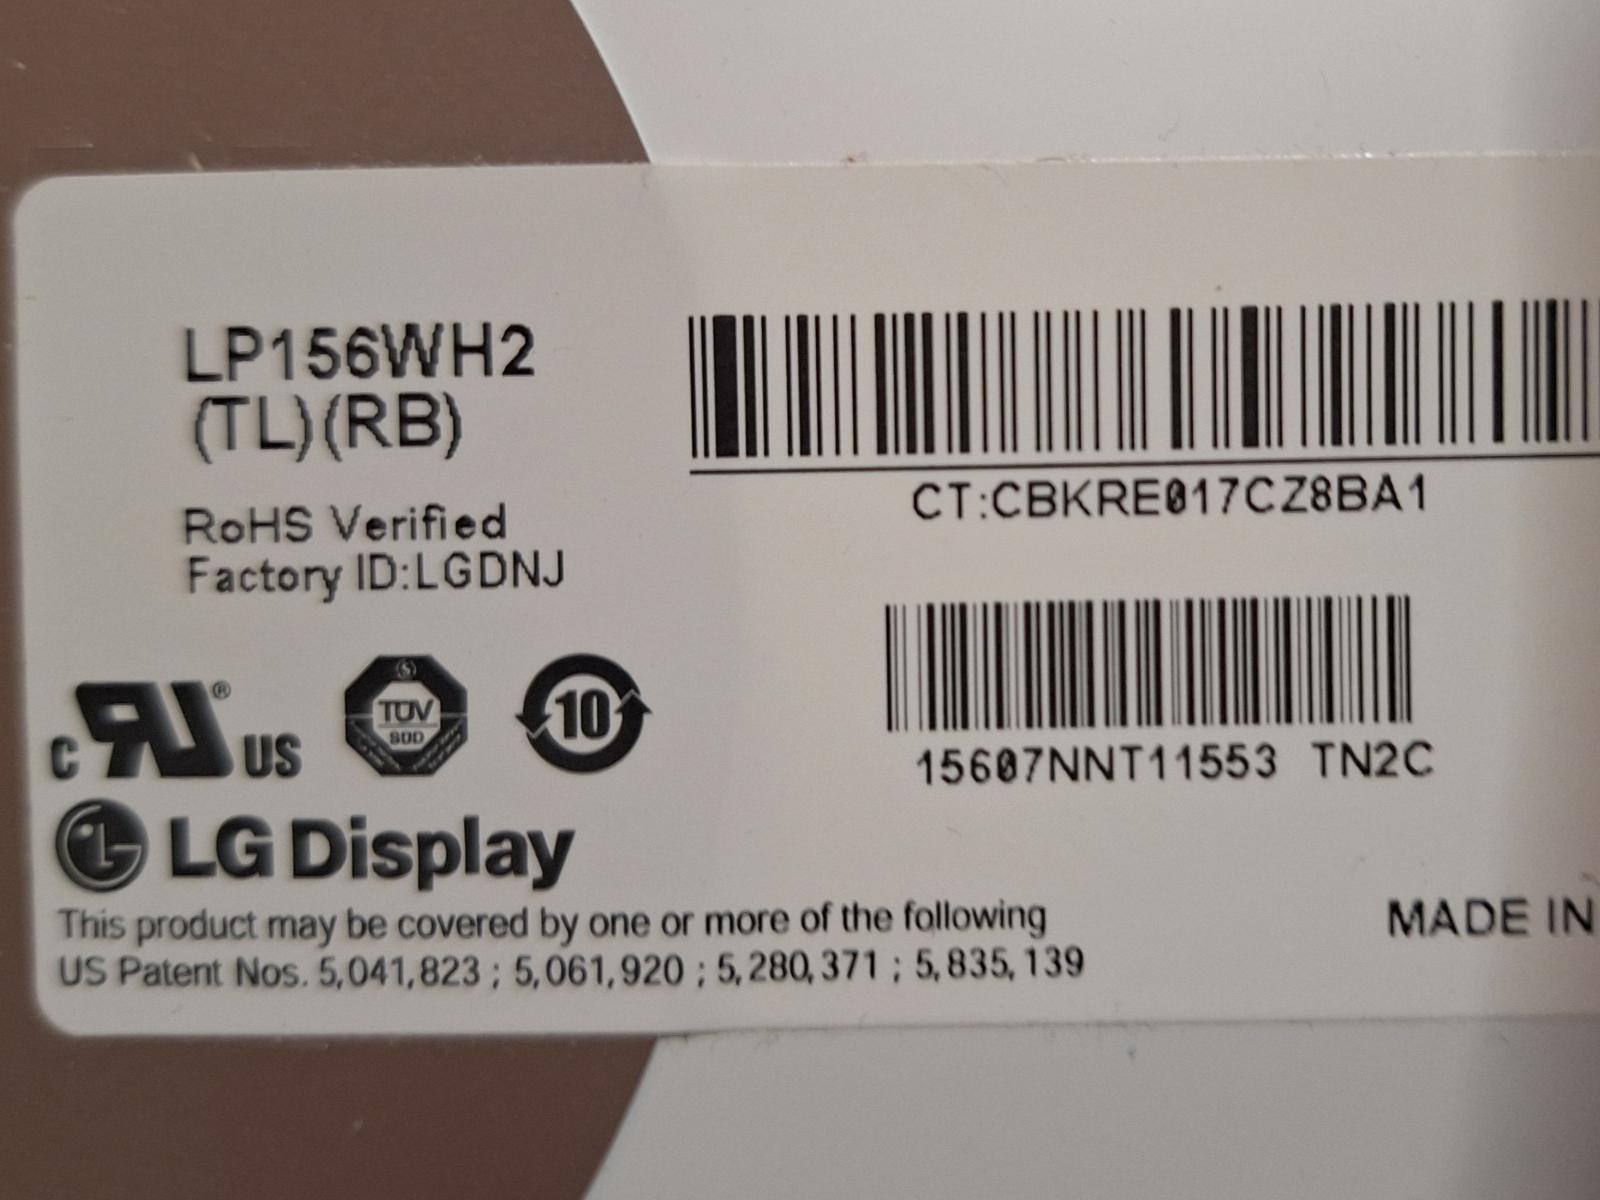 LP156WH2
(TL)(RB)
RoHS Verified
Factory ID:LGDNJ
CT:CBKRE017CZ8BA1
15607NNT11553 TN2C
c RU ® US
S
TÜV
SÜD
10
LG Display
This product may be covered by one or more of the following
US Patent Nos. 5,041,823 ; 5,061,920 ; 5,280,371 ; 5,835,139
MADE IN